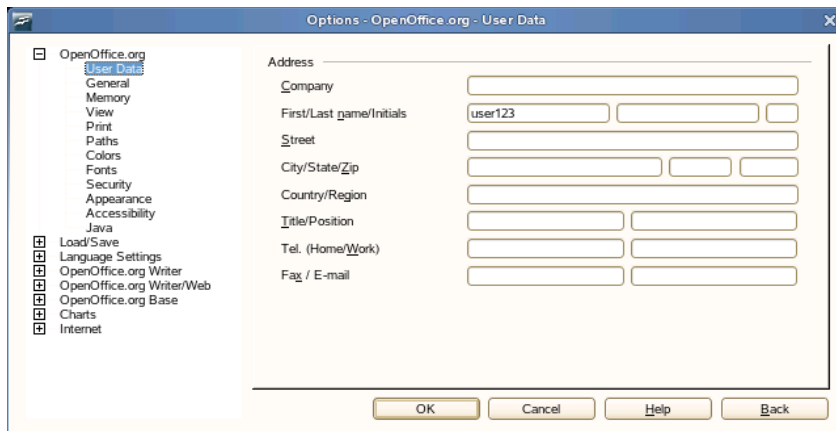 Options - OpenOffice.org - User Data
OpenOffice.org
User Data
General
Memory
View
Print
Paths
Colors
Fonts
Security
Appearance
Accessibility
Java
Load/Save
Language Settings
OpenOffice.org Writer
OpenOffice.org Writer/Web
OpenOffice.org Base
Charts
Internet
Address
Company
First/Last name/Initials user123
Street
City/State/Zip
Country/Region
Title/Position
Tel. (Home/Work)
Fax / E-mail
OK Cancel Help Back